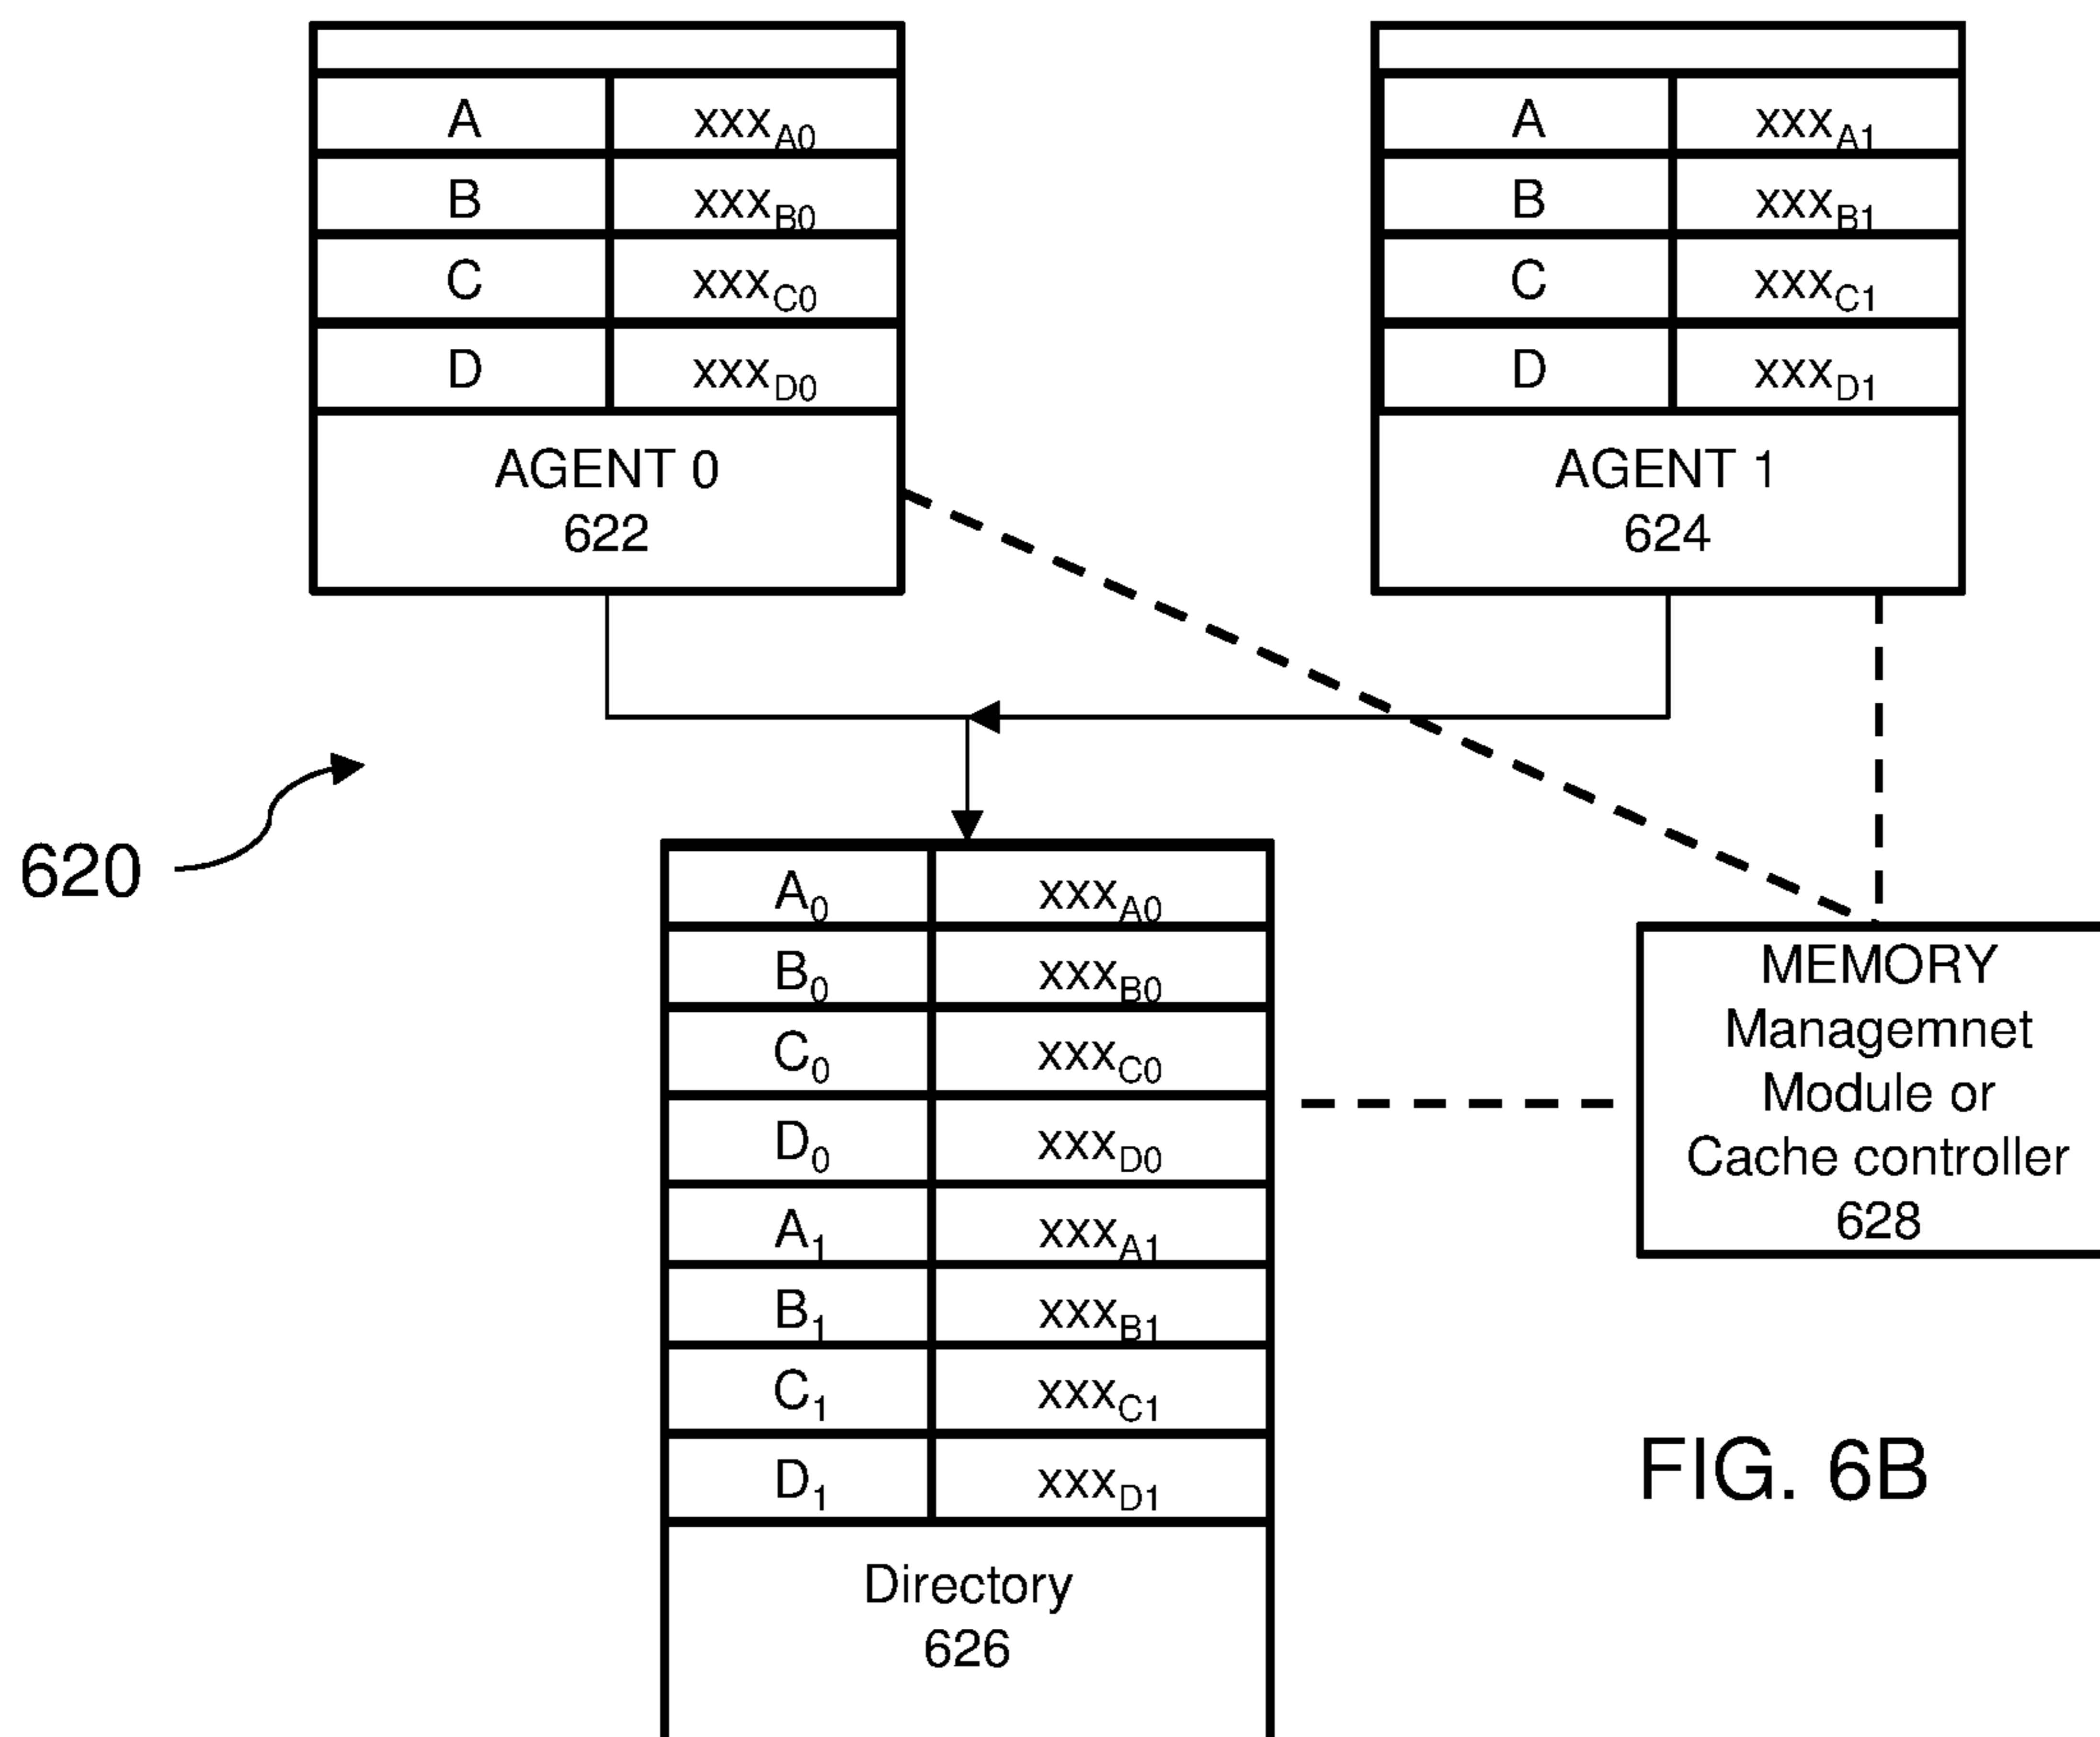 A xxxA0
B xxxB0
C xxxC0
D xxxD0
AGENT 0
622
A xxxA1
B xxxB1
C xxxC1
D xxxD1
AGENT 1
624
620
A0 xxxA0
B0 xxxB0
C0 xxxC0
D0 xxxD0
A1 xxxA1
B1 xxxB1
C1 xxxC1
D1 xxxD1
Directory
626
MEMORY
Managemnet
Module or
Cache controller
628
FIG. 6B